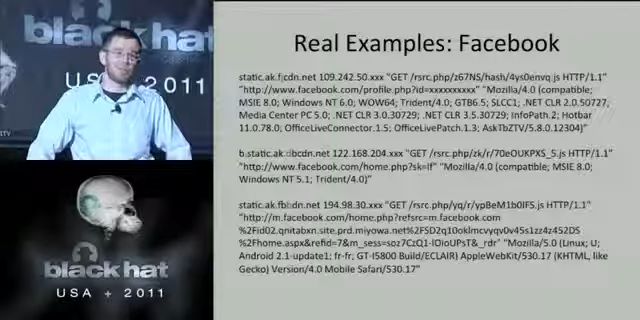 black hat
USA
2011
Real Examples: Facebook
static.ak.fjcdn.net 109.242.50.xxx "GET /rsrc.php/z67NS/hash/4ys0envq.js HTTP/1.1"
"http://www.facebook.com/profile.php?id=xxxxxxxxxx" "Mozilla/4.0 (compatible;
MSIE 8.0; Windows NT 6.0; WOW64; Trident/4.0; GTB6.5; SLCC1; .NET CLR 2.0.50727,
Media Center PC 5.0; .NET CLR 3.0.30729; .NET CLR 3.5.30729; InfoPath.2; Hotbar
11.0.78.0; OfficeLiveConnector.1.5; OfficeLivePatch.1.3; AskTbZTV/5.8.0.12304)"
b.static.ak.dbcdn.net 122.168.204.xxx "GET /rsrc.php/zk/r/70eOUKPXS_5.js HTTP/1.1"
"http://www.facebook.com/home.php?sk=lf" "Mozilla/4.0 (compatible; MSIE 8.0;
Windows NT 5.1; Trident/4.0)"
static.ak.fbbdn.net 194.98.30.xxx "GET /rsrc.php/yq/r/ypBeM1b0IF5.js HTTP/1.1"
"http://m.facebook.com/home.php?refsrc=m.facebook.com
%2Fid02.qnitabxn.site.prd.miyowa.net%2F5D2q10oklmcvyqv0v45s1zz4z452DS
%2Fhome.aspx&refid=7&m_sess=soz7CzQ1-IOioUPsT&_rdr" "Mozilla/5.0 (Linux; U;
Android 2.1-update1; fr-fr; GT-I5800 Build/ECLAIR) AppleWebKit/530.17 (KHTML, like
Gecko) Version/4.0 Mobile Safari/530.17"
black hat
USA + 2011